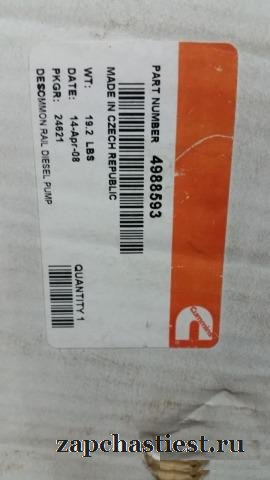 Cummins
PART NUMBER 4988593
MADE IN CZECH REPUBLIC
WT: 19.2 LBS
DATE: 14-Apr-08
PKGR: 24621
QUANTITY 1
DESCOMMON RAIL DIESEL PUMP
zapchastiest.ru